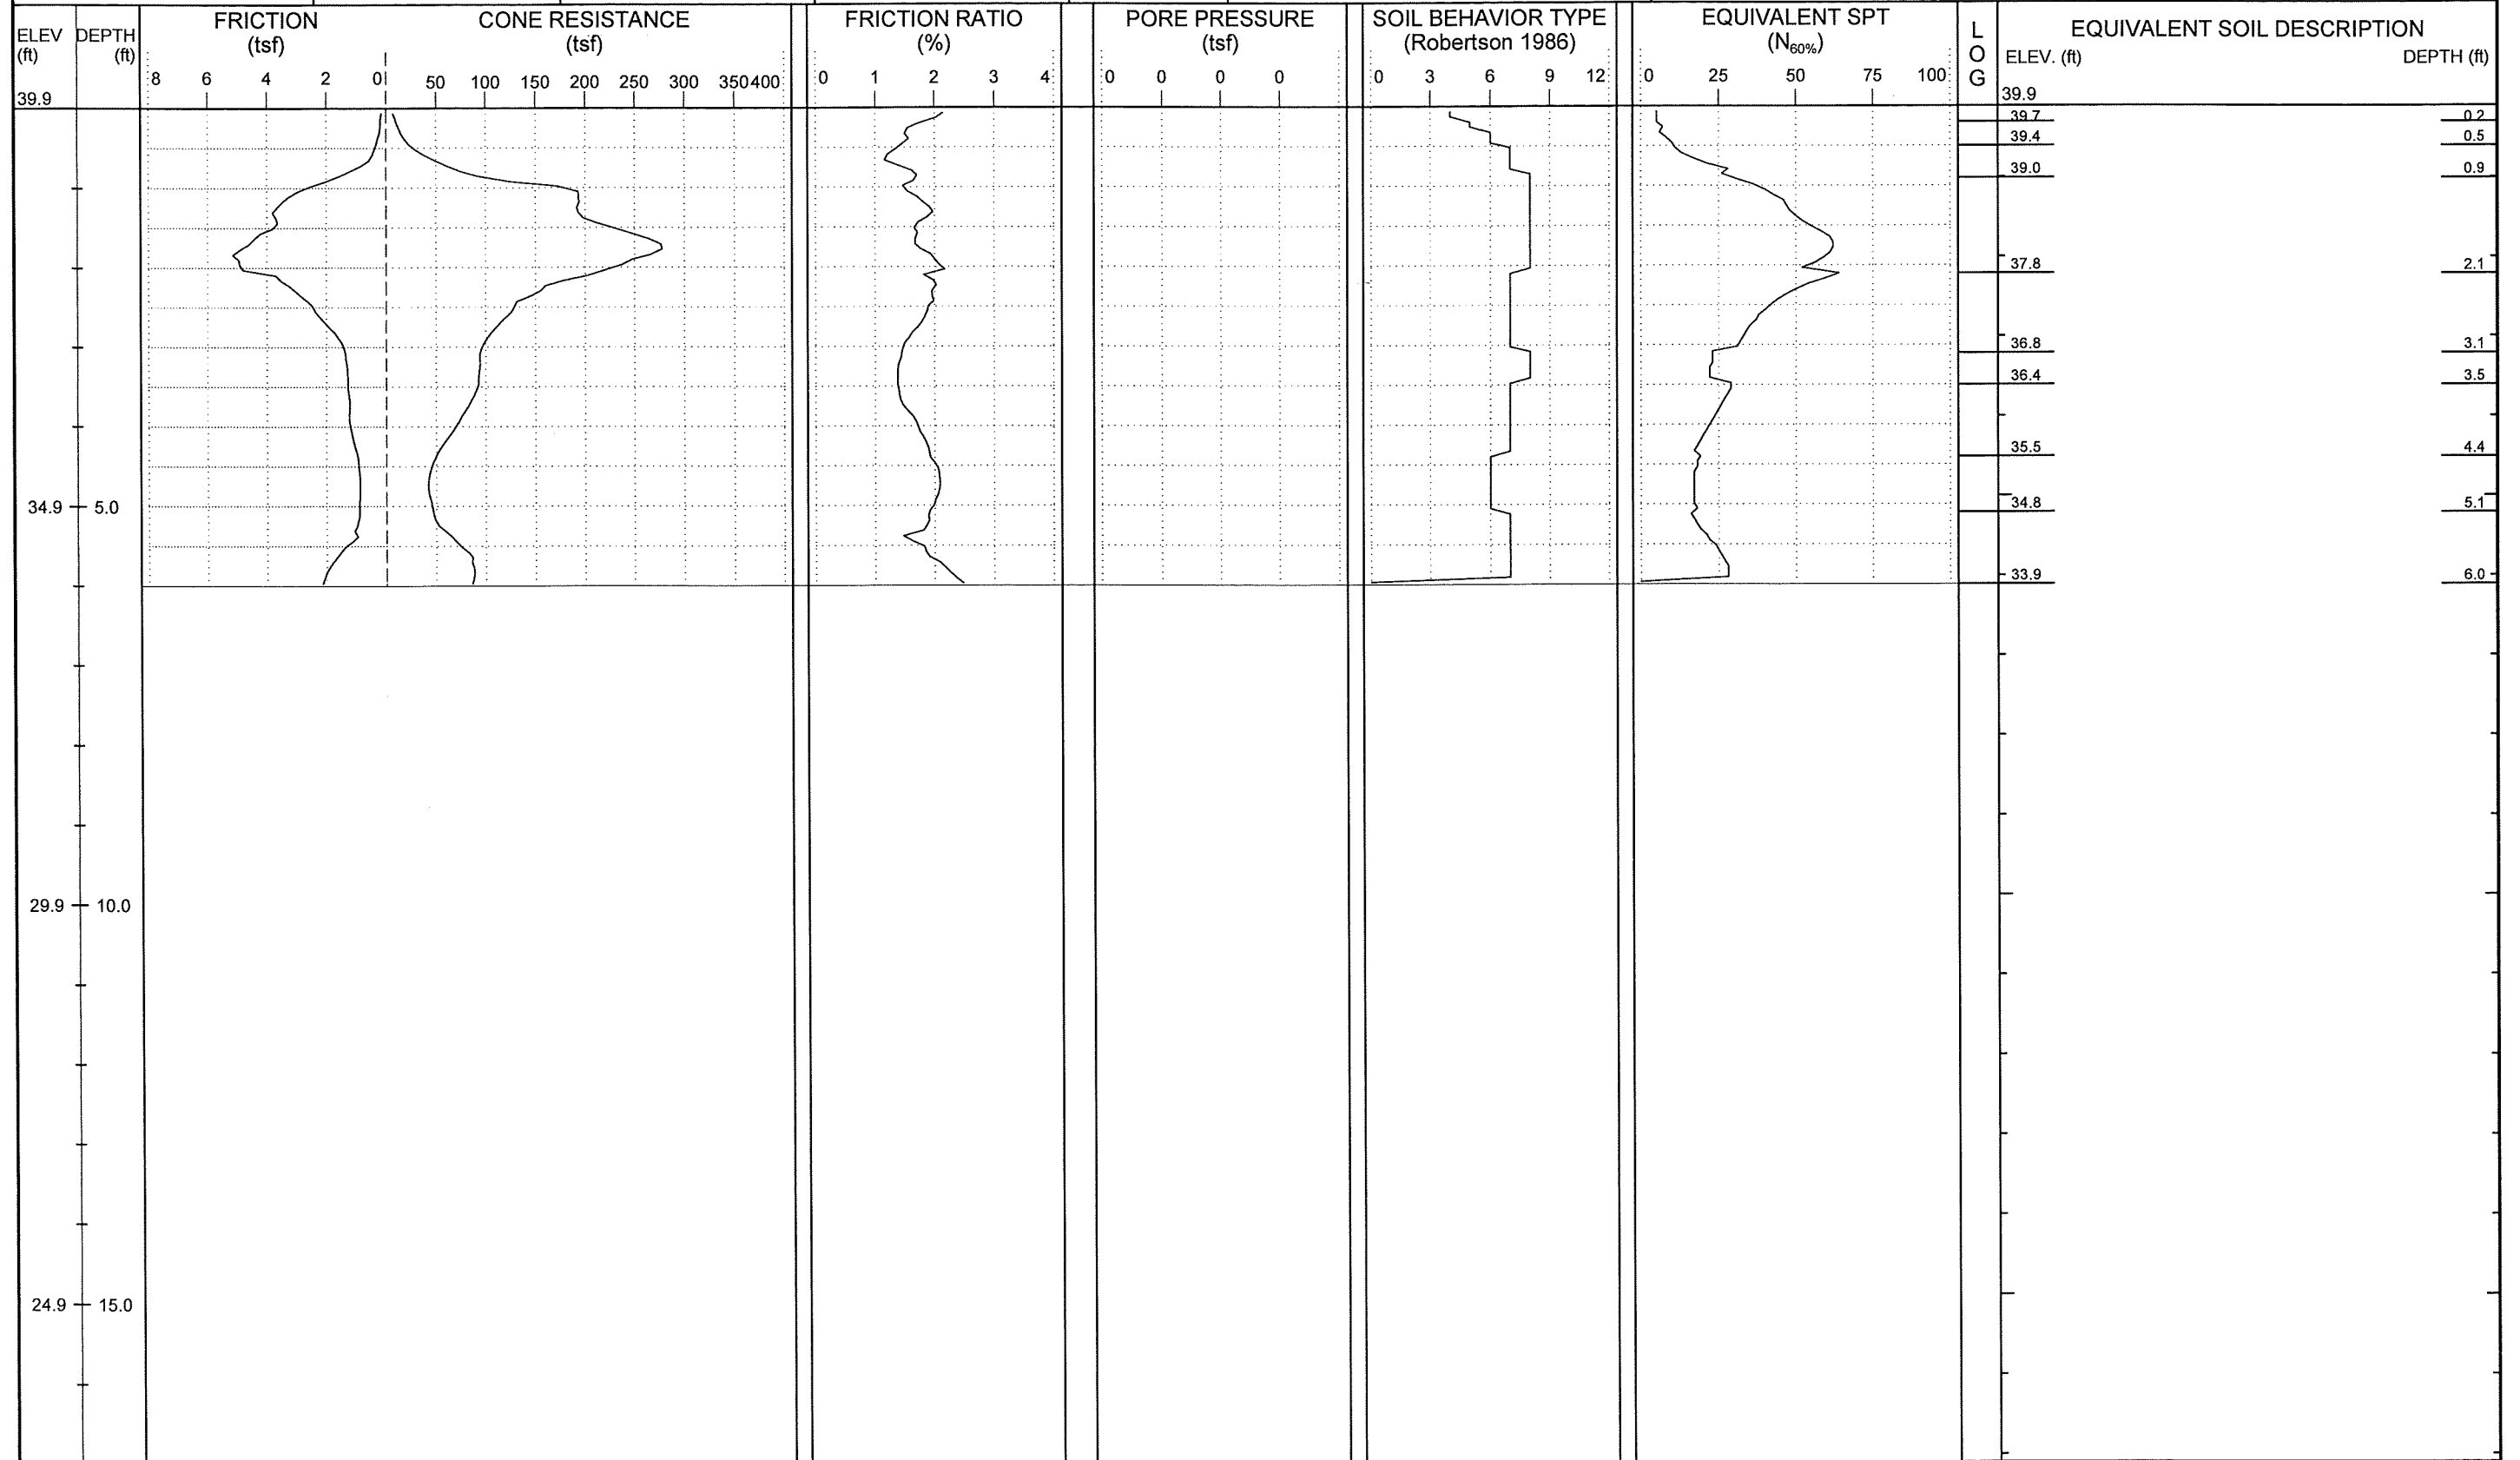 ELEV (ft)
DEPTH (ft)
FRICTION
(tsf)
CONE RESISTANCE
(tsf)
FRICTION RATIO
(%)
PORE PRESSURE
(tsf)
SOIL BEHAVIOR TYPE
(Robertson 1986)
EQUIVALENT SPT
(N60%)
LOG
EQUIVALENT SOIL DESCRIPTION
ELEV. (ft) DEPTH (ft)
8 6 4 2 0 50 100 150 200 250 300 350 400
0 1 2 3 4
0 0 0 0
0 3 6 9 12
0 25 50 75 100
39.9
39.9
39.7 0.2
39.4 0.5
39.0 0.9
37.8 2.1
36.8 3.1
36.4 3.5
35.5 4.4
34.9 5.0
34.8 5.1
33.9 6.0
29.9 10.0
24.9 15.0